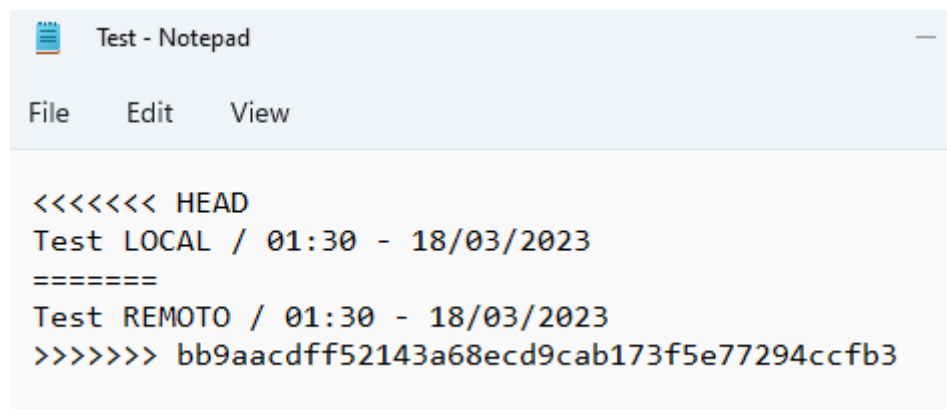 Test - Notepad
File Edit View
<<<<<<< HEAD
Test LOCAL / 01:30 - 18/03/2023
=======
Test REMOTO / 01:30 - 18/03/2023
>>>>>>> bb9aacdff52143a68ecd9cab173f5e77294ccfb3